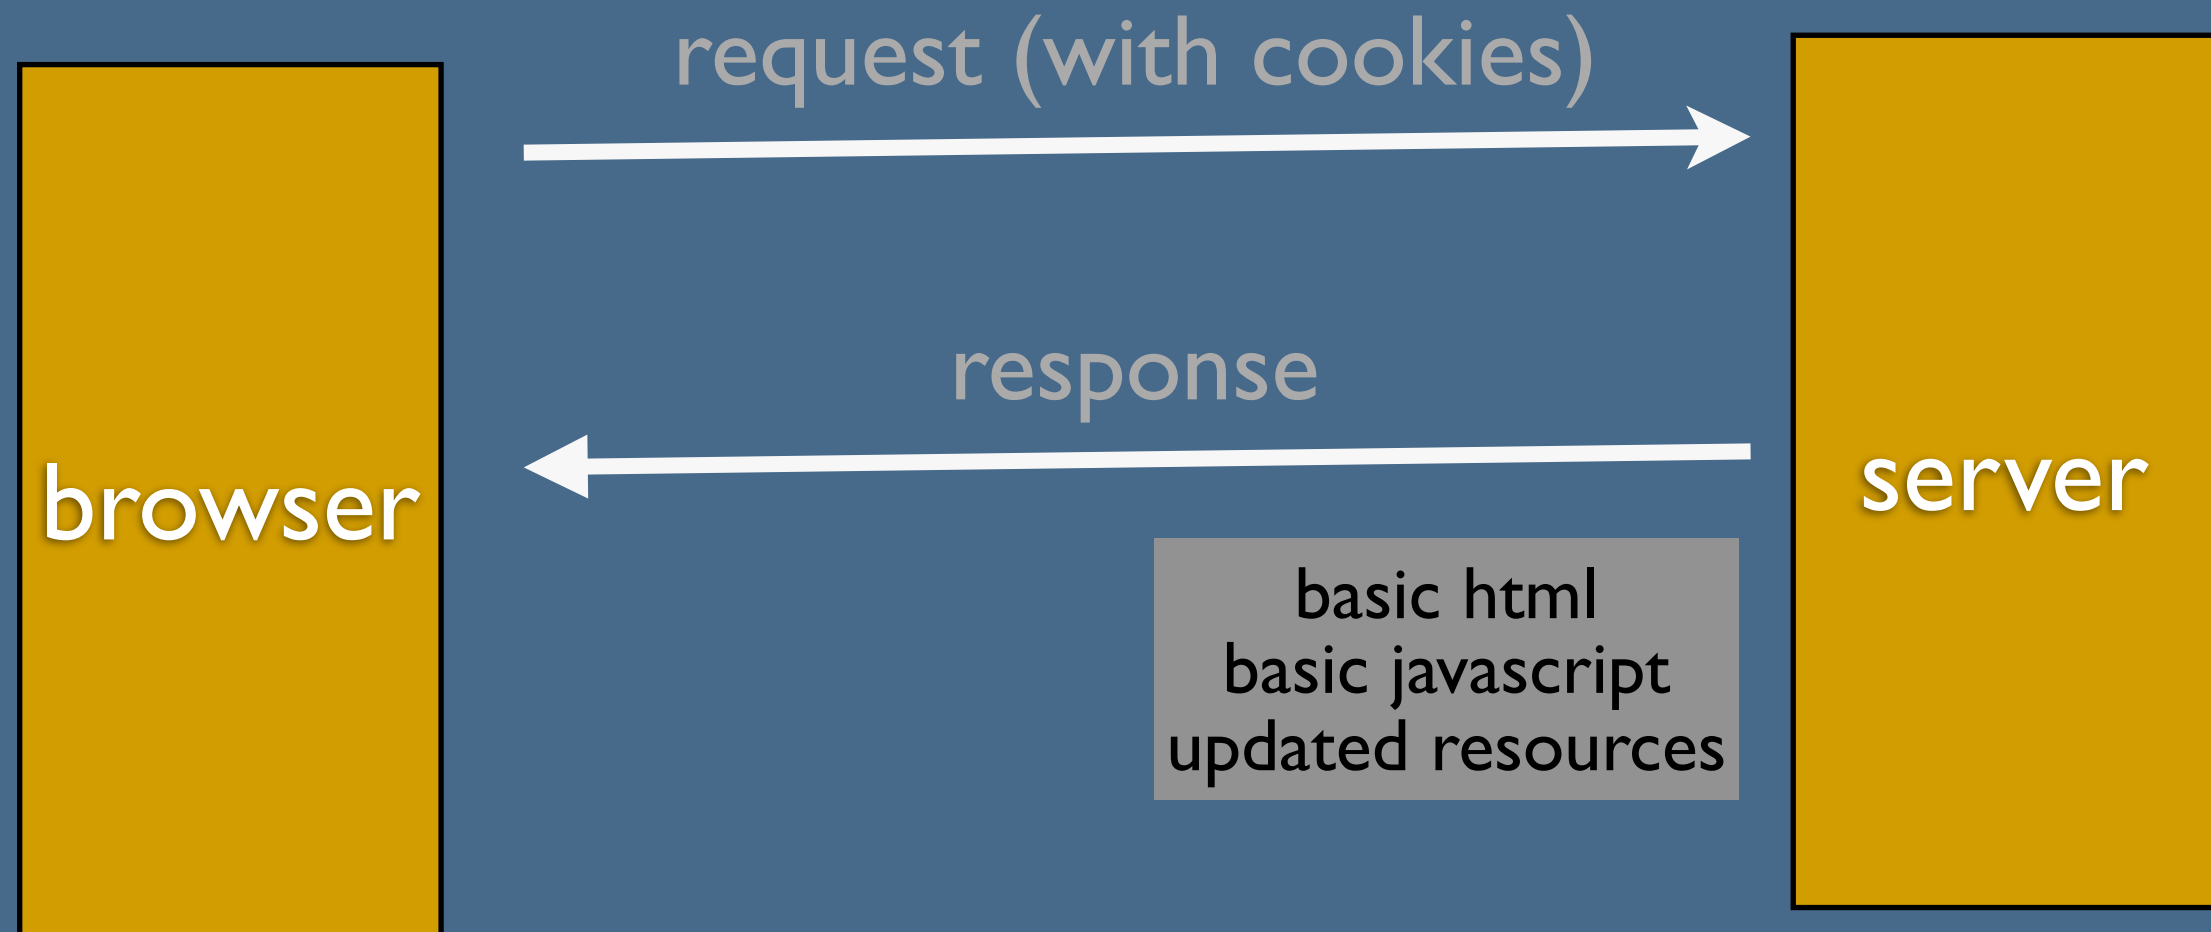 request (with cookies)
response
browser
server
basic html
basic javascript
updated resources